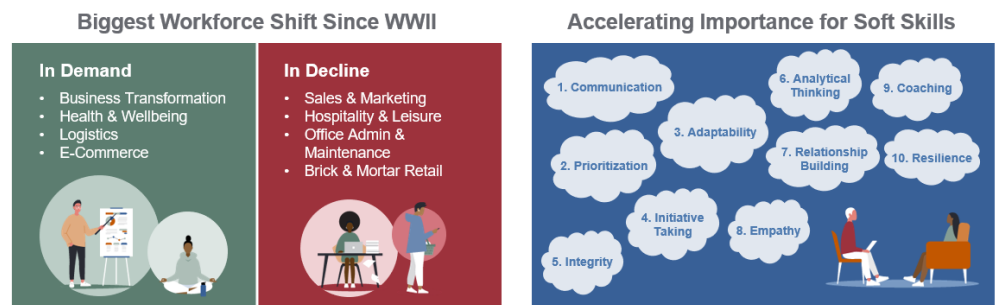 Biggest Workforce Shift Since WWII
In Demand
• Business Transformation
• Health & Wellbeing
• Logistics
• E-Commerce
In Decline
• Sales & Marketing
• Hospitality & Leisure
• Office Admin &
Maintenance
• Brick & Mortar Retail
Accelerating Importance for Soft Skills
1. Communication
2. Prioritization
3. Adaptability
4. Initiative
Taking
5. Integrity
6. Analytical
Thinking
7. Relationship
Building
8. Empathy
9. Coaching
10. Resilience